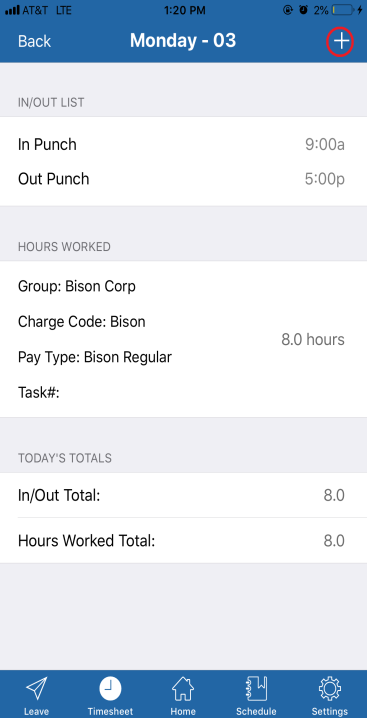 AT&T LTE 1:20 PM 2%
Back Monday - 03
IN/OUT LIST
In Punch 9:00a
Out Punch 5:00p
HOURS WORKED
Group: Bison Corp
Charge Code: Bison
8.0 hours
Pay Type: Bison Regular
Task#:
TODAY'S TOTALS
In/Out Total: 8.0
Hours Worked Total: 8.0
Leave Timesheet Home Schedule Settings